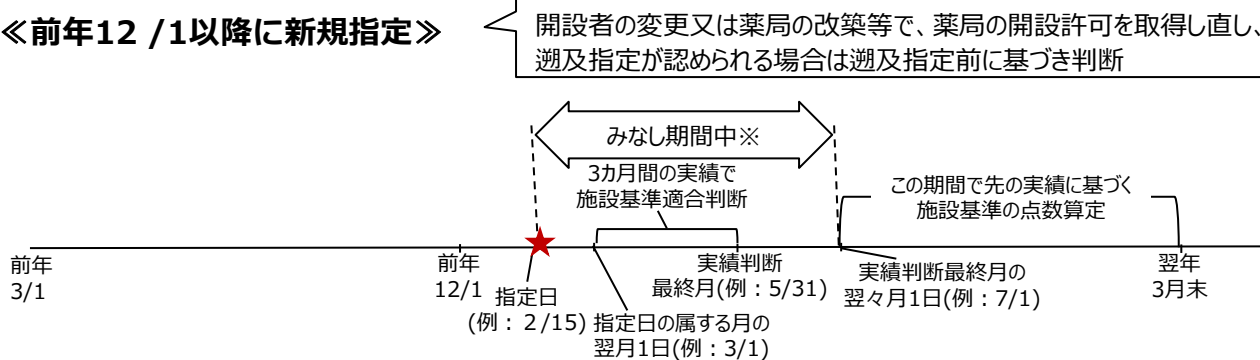 ≪前年12 /1以降に新規指定≫
開設者の変更又は薬局の改築等で、薬局の開設許可を取得し直し、
遡及指定が認められる場合は遡及指定前に基づき判断
みなし期間中※
3カ月間の実績で
施設基準適合判断
この期間で先の実績に基づく
施設基準の点数算定
前年
3/1
前年
12/1
指定日
(例：２/15)
指定日の属する月の
翌月1日(例：3/1)
実績判断
最終月(例：5/31)
実績判断最終月の
翌々月1日(例：7/1)
翌年
3月末